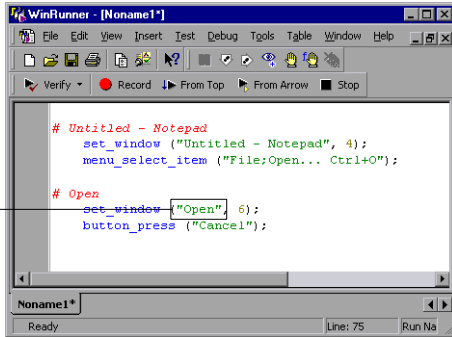 WinRunner - [Noname1*]
File Edit View Insert Test Debug Tools Table Window Help
Verify Record From Top From Arrow Stop
# Untitled - Notepad
set_window ("Untitled - Notepad", 4);
menu_select_item ("File;Open... Ctrl+O");
# Open
set_window ("Open", 6);
button_press ("Cancel");
Noname1*
Ready Line: 75 Run Na